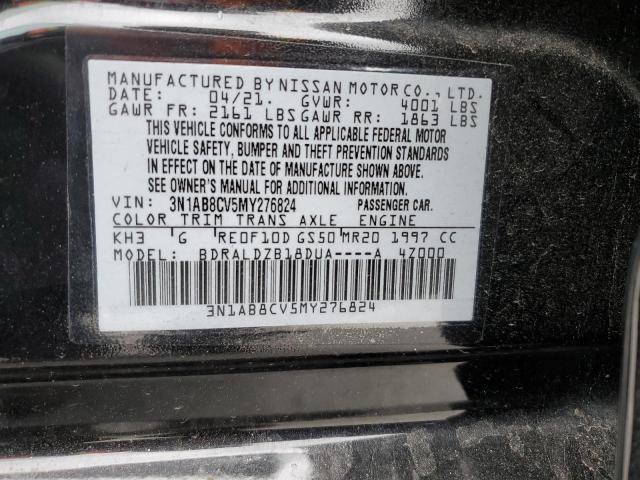 MANUFACTURED BY NISSAN MOTOR CO., LTD.
DATE: 04/21. GVWR: 4001 LBS
GAWR FR: 2161 LBS GAWR RR: 1863 LBS
THIS VEHICLE CONFORMS TO ALL APPLICABLE FEDERAL MOTOR
VEHICLE SAFETY, BUMPER AND THEFT PREVENTION STANDARDS
IN EFFECT ON THE DATE OF MANUFACTURE SHOWN ABOVE.
SEE OWNER'S MANUAL FOR ADDITIONAL INFORMATION
VIN: 3N1AB8CV5MY276824 PASSENGER CAR.
COLOR TRIM TRANS AXLE ENGINE
KH3 G RE0F10D GS50 MR20 1997 CC
MODEL: BDRALDZB18DUA----A 4Z000
3N1AB8CV5MY276824